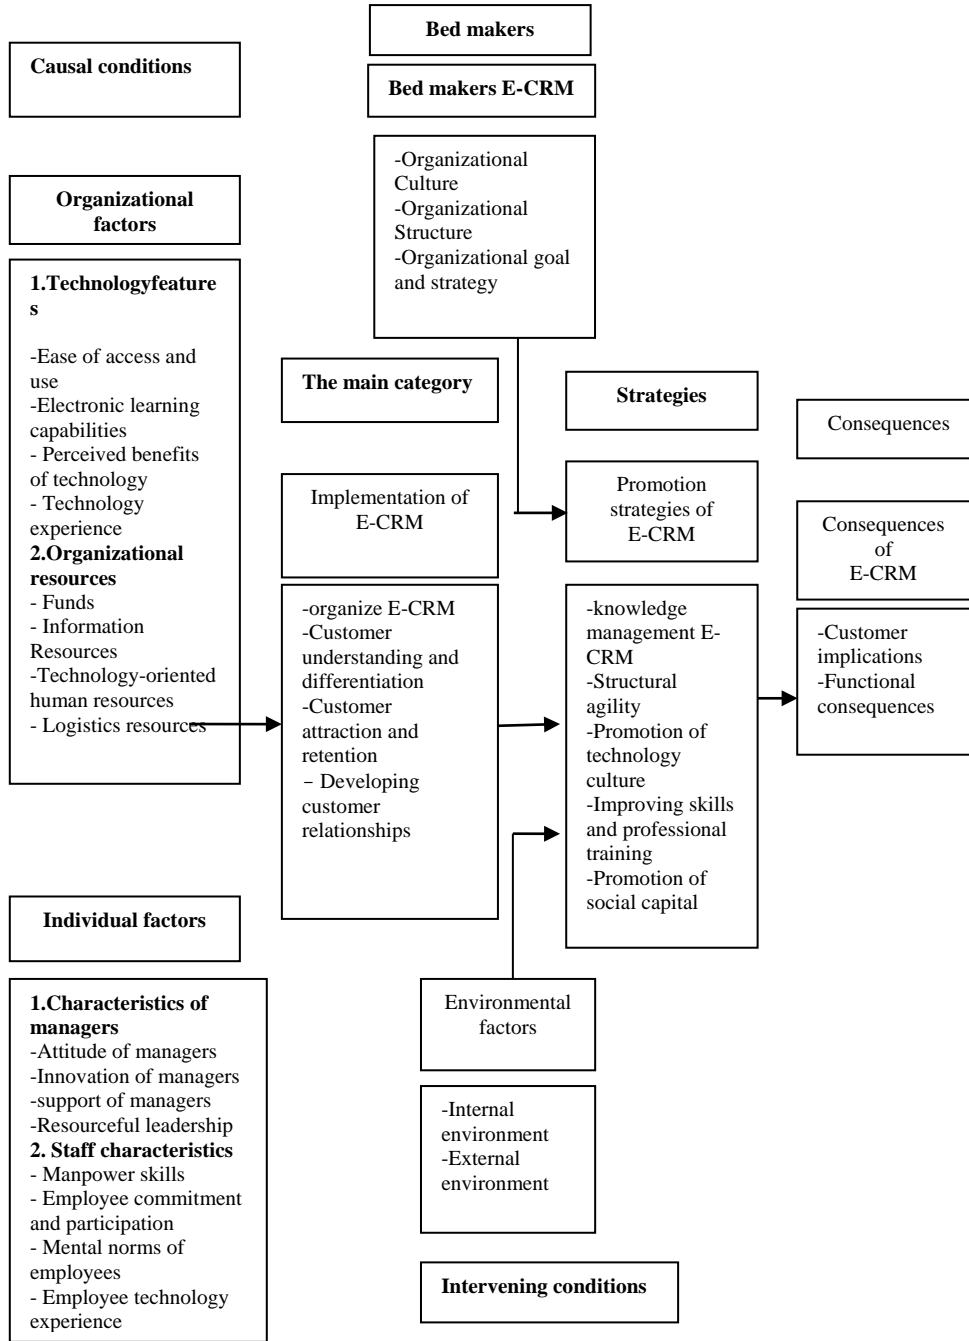 Bed makers
Causal conditions
Bed makers E-CRM
-Organizational
Culture
-Organizational
Structure
-Organizational goal
and strategy
Organizational
factors
1.Technologyfeature
s
-Ease of access and
use
-Electronic learning
capabilities
- Perceived benefits
of technology
- Technology
experience
2.Organizational
resources
- Funds
- Information
Resources
-Technology-oriented
human resources
- Logistics resources
The main category
Implementation of
E-CRM
-organize E-CRM
-Customer
understanding and
differentiation
-Customer
attraction and
retention
– Developing
customer
relationships
Strategies
Promotion
strategies of
E-CRM
-knowledge
management E-
CRM
-Structural
agility
-Promotion of
technology
culture
-Improving skills
and professional
training
-Promotion of
social capital
Consequences
Consequences
of
E-CRM
-Customer
implications
-Functional
consequences
Individual factors
1.Characteristics of
managers
-Attitude of managers
-Innovation of managers
-support of managers
-Resourceful leadership
2. Staff characteristics
- Manpower skills
- Employee commitment
and participation
- Mental norms of
employees
- Employee technology
experience
Environmental
factors
-Internal
environment
-External
environment
Intervening conditions